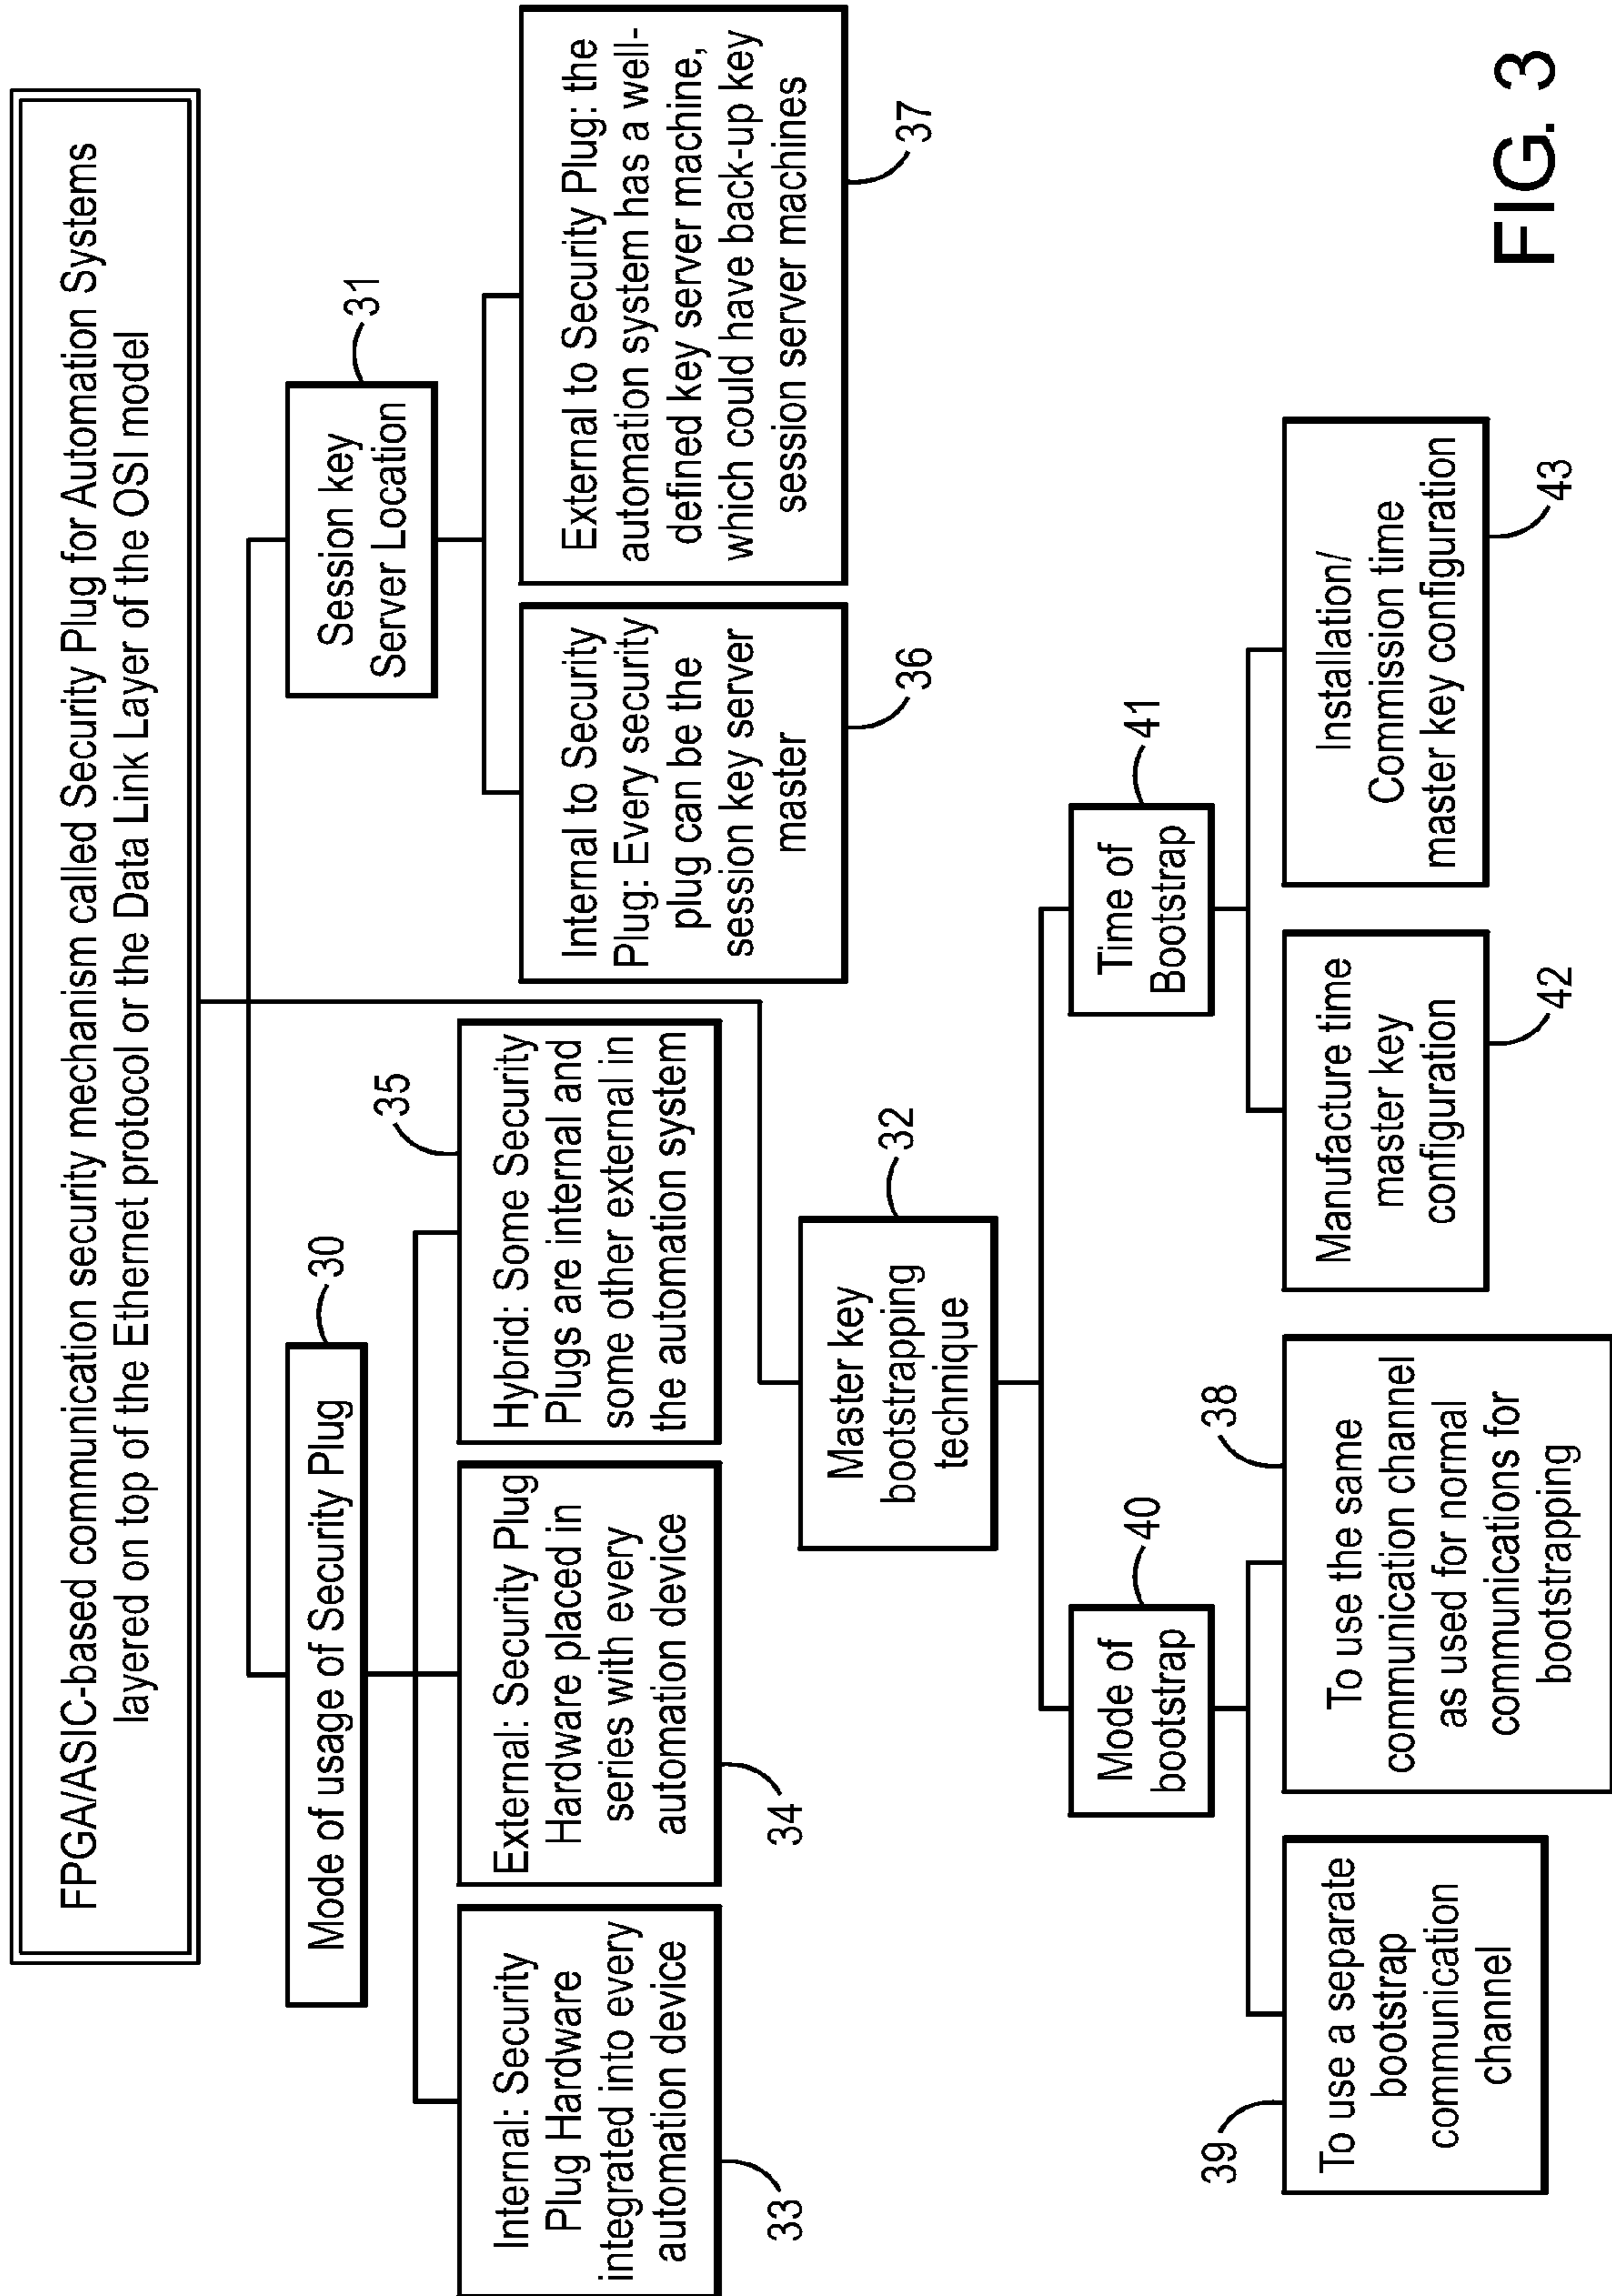 FPGA/ASIC-based communication security mechanism called Security Plug for Automation Systems
layered on top of the Ethernet protocol or the Data Link Layer of the OSI model
30
Mode of usage of Security Plug
31
Session key
Server Location
33
Internal: Security
Plug Hardware
integrated into every
automation device
34
External: Security Plug
Hardware placed in
series with every
automation device
35
Hybrid: Some Security
Plugs are internal and
some other external in
the automation system
36
Internal to Security
Plug: Every security
plug can be the
session key server
master
37
External to Security Plug: the
automation system has a well-
defined key server machine,
which could have back-up key
session server machines
32
Master key
bootstrapping
technique
40
Mode of
bootstrap
41
Time of
Bootstrap
39
To use a separate
bootstrap
communication
channel
38
To use the same
communication channel
as used for normal
communications for
bootstrapping
42
Manufacture time
master key
configuration
43
Installation/
Commission time
master key configuration
FIG. 3